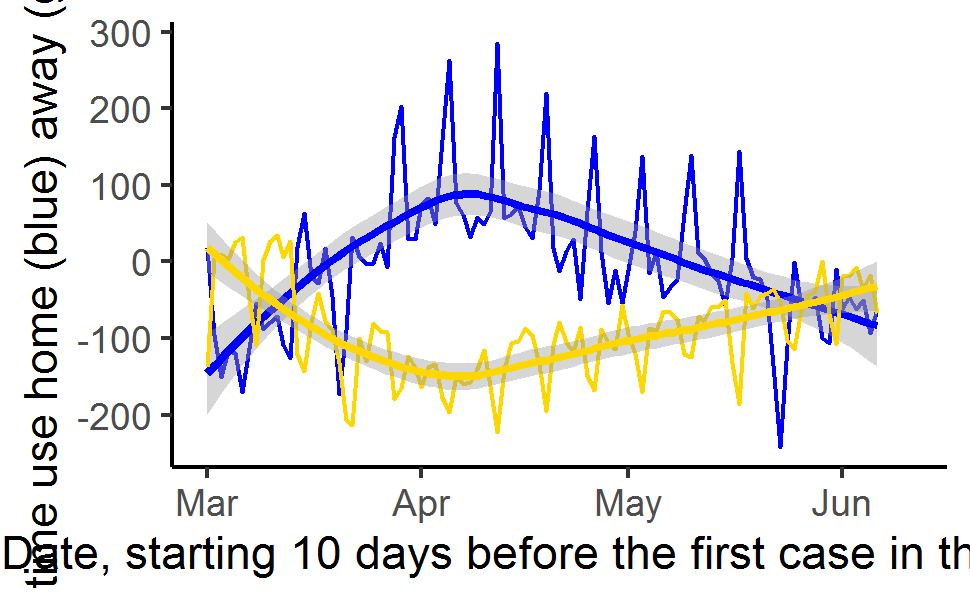 time use home (blue) away (g
300
200
100
0
-100
-200
Mar Apr May Jun
Date, starting 10 days before the first case in th